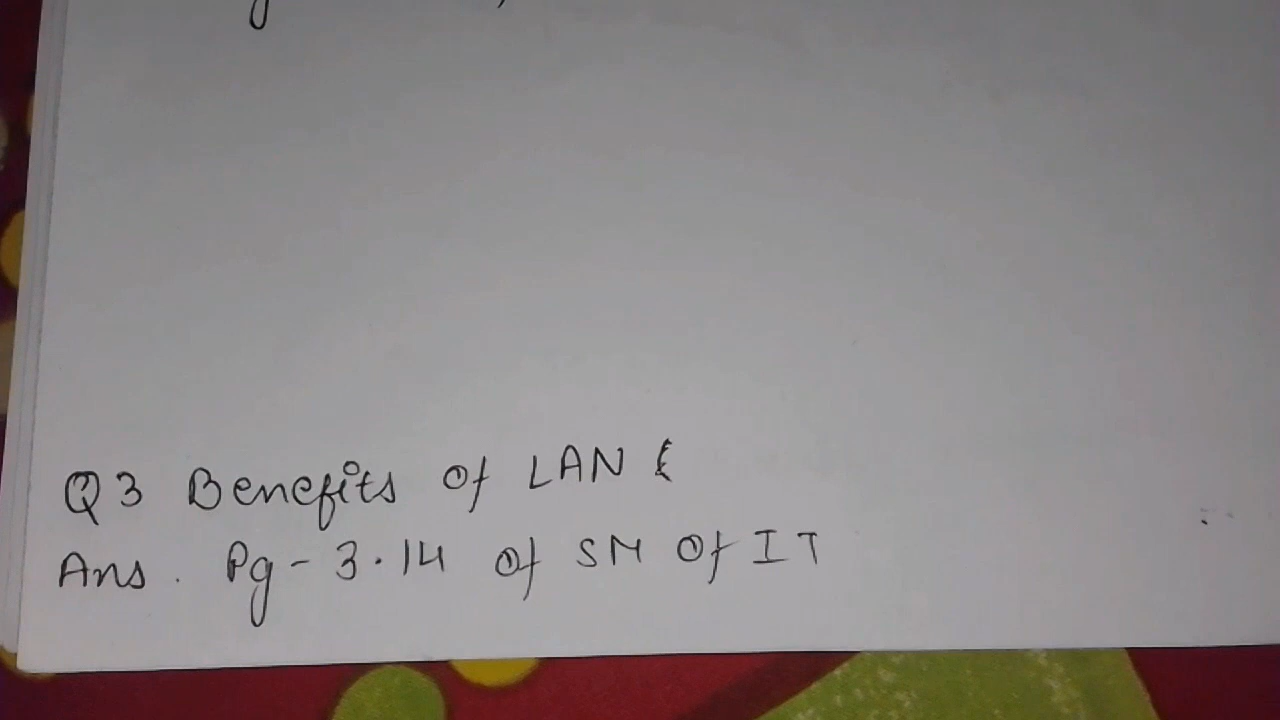 Q3 Benefits of LAN &
Ans. Pg - 3.14 of SM of IT